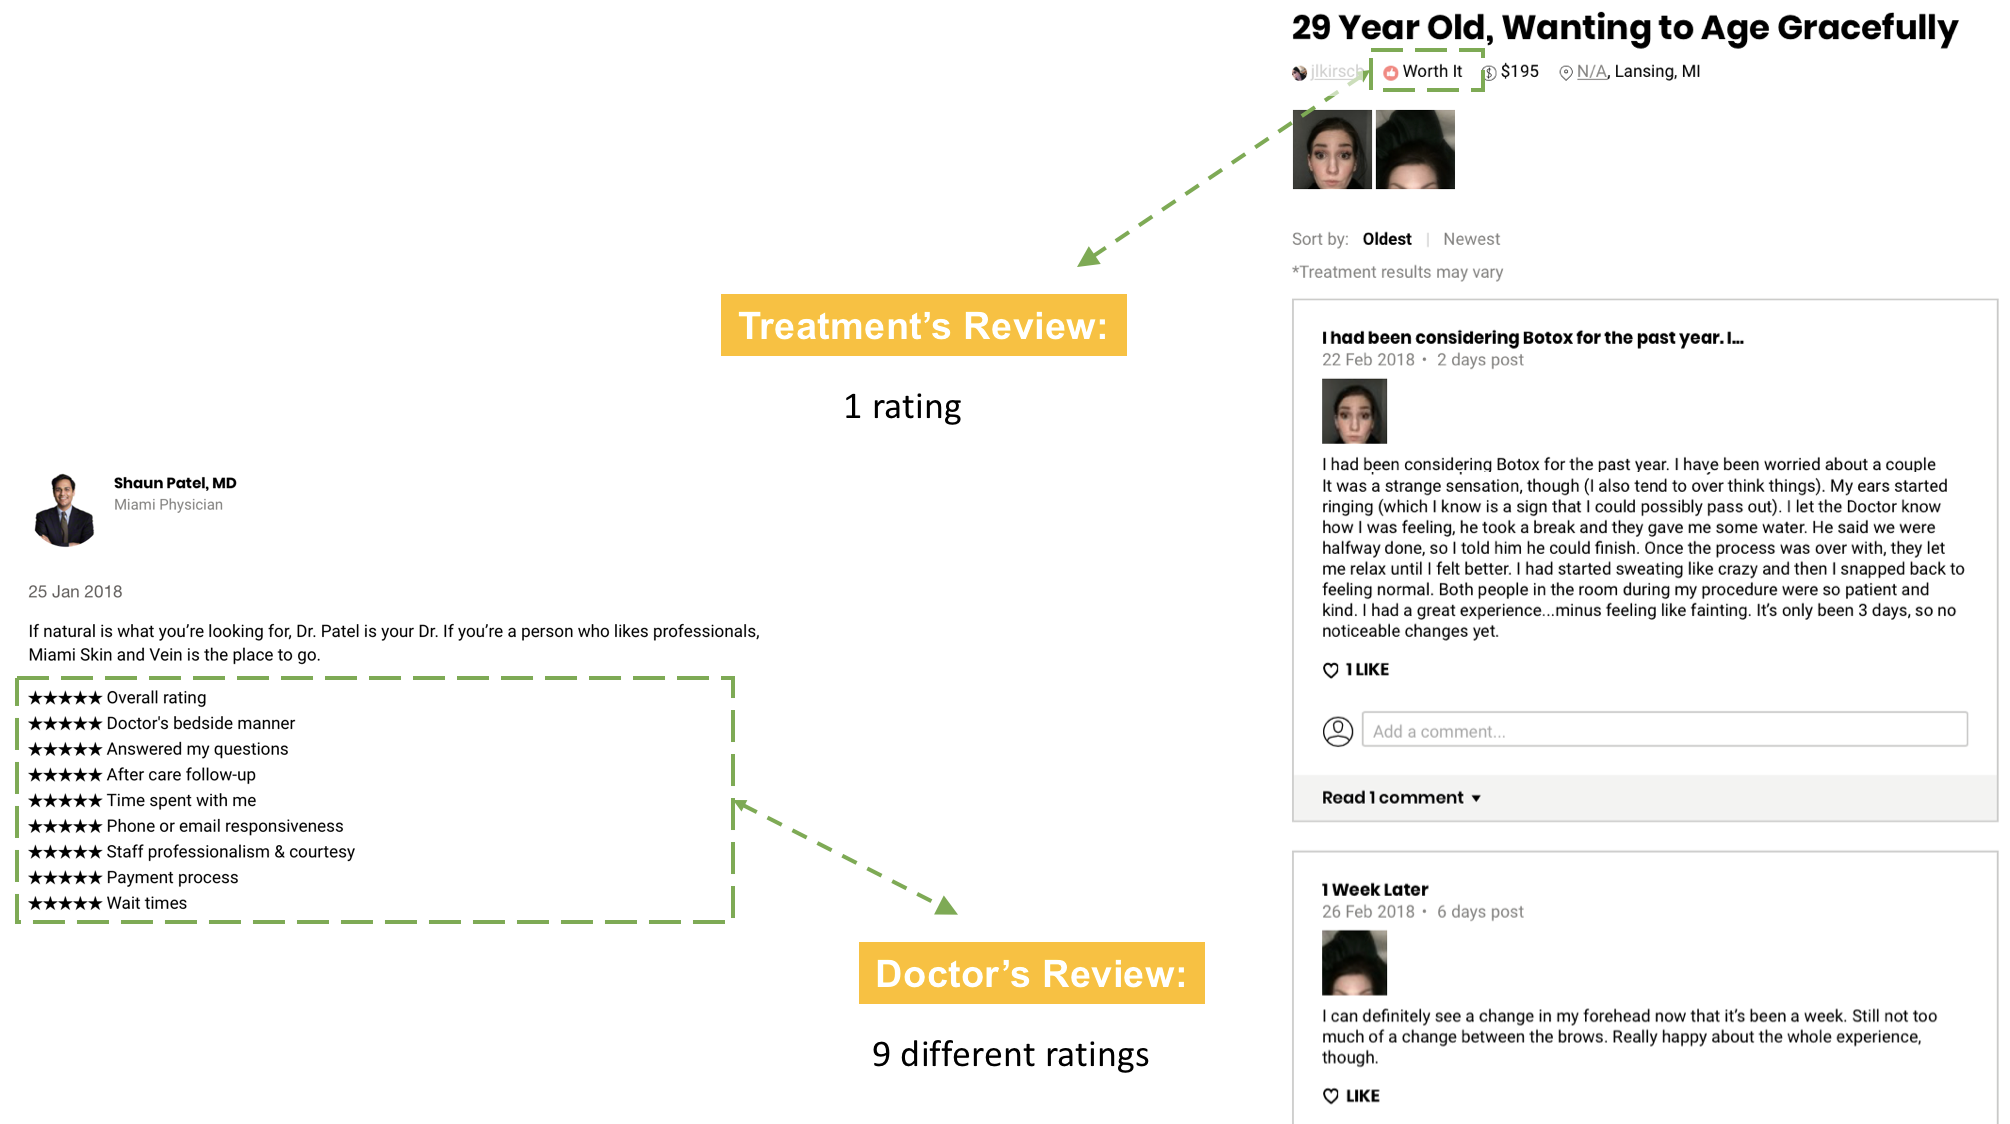 29 Year Old, Wanting to Age Gracefully
jlkirsch Worth It $195 N/A, Lansing, MI
Sort by: Oldest | Newest
*Treatment results may vary
I had been considering Botox for the past year. I...
22 Feb 2018 • 2 days post
I had been considering Botox for the past year. I have been worried about a couple
It was a strange sensation, though (I also tend to over think things). My ears started
ringing (which I know is a sign that I could possibly pass out). I let the Doctor know
how I was feeling, he took a break and they gave me some water. He said we were
halfway done, so I told him he could finish. Once the process was over with, they let
me relax until I felt better. I had started sweating like crazy and then I snapped back to
feeling normal. Both people in the room during my procedure were so patient and
kind. I had a great experience...minus feeling like fainting. It's only been 3 days, so no
noticeable changes yet.
1 LIKE
Add a comment...
Read 1 comment
1 Week Later
26 Feb 2018 • 6 days post
I can definitely see a change in my forehead now that it's been a week. Still not too
much of a change between the brows. Really happy about the whole experience,
though.
LIKE
Treatment's Review:
1 rating
Shaun Patel, MD
Miami Physician
25 Jan 2018
If natural is what you're looking for, Dr. Patel is your Dr. If you're a person who likes professionals,
Miami Skin and Vein is the place to go.
★★★★★ Overall rating
★★★★★ Doctor's bedside manner
★★★★★ Answered my questions
★★★★★ After care follow-up
★★★★★ Time spent with me
★★★★★ Phone or email responsiveness
★★★★★ Staff professionalism & courtesy
★★★★★ Payment process
★★★★★ Wait times
Doctor's Review:
9 different ratings